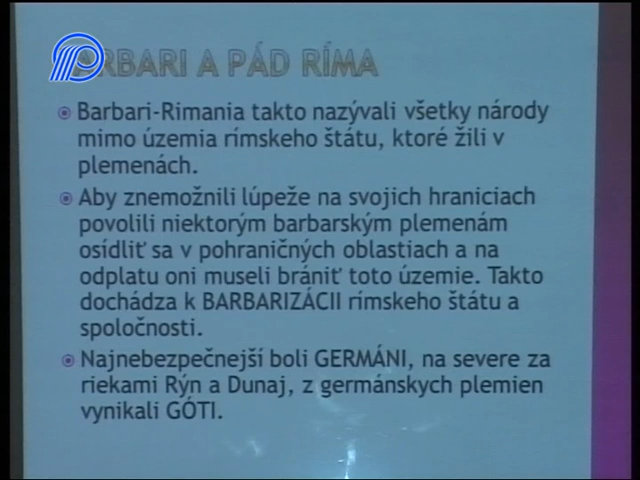 ARBARI A PÁD RÍMA
Barbari-Rimania takto nazývali všetky národy
mimo územia rímskeho štátu, ktoré žili v
plemenách.
Aby znemožnili lúpeže na svojich hraniciach
povolili niektorým barbarským plemenám
osídliť sa v pohraničných oblastiach a na
odplatu oni museli brániť toto územie. Takto
dochádza k BARBARIZÁCII rímskeho štátu a
spoločnosti.
Najnebezpečnejší boli GERMÁNI, na severe za
riekami Rýn a Dunaj, z germánskych plemien
vynikali GÓTI.